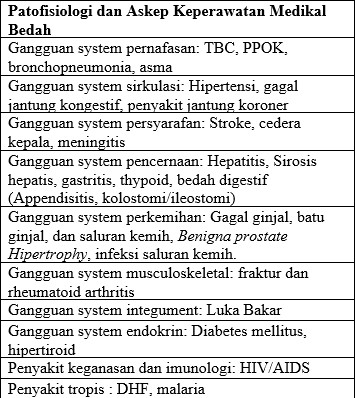 Patofisiologi dan Askep Keperawatan Medikal
Bedah
Gangguan system pernafasan: TBC, PPOK,
bronchopneumonia, asma
Gangguan system sirkulasi: Hipertensi, gagal
jantung kongestif, penyakit jantung koroner
Gangguan system persyarafan: Stroke, cedera
kepala, meningitis
Gangguan system pencernaan: Hepatitis, Sirosis
hepatis, gastritis, thypoid, bedah digestif
(Appendisitis, kolostomi/ileostomi)
Gangguan system perkemihan: Gagal ginjal, batu
ginjal, dan saluran kemih, Benigna prostate
Hipertrophy, infeksi saluran kemih.
Gangguan system musculoskeletal: fraktur dan
rheumatoid arthritis
Gangguan system integument: Luka Bakar
Gangguan system endokrin: Diabetes mellitus,
hipertiroid
Penyakit keganasan dan imunologi: HIV/AIDS
Penyakit tropis : DHF, malaria